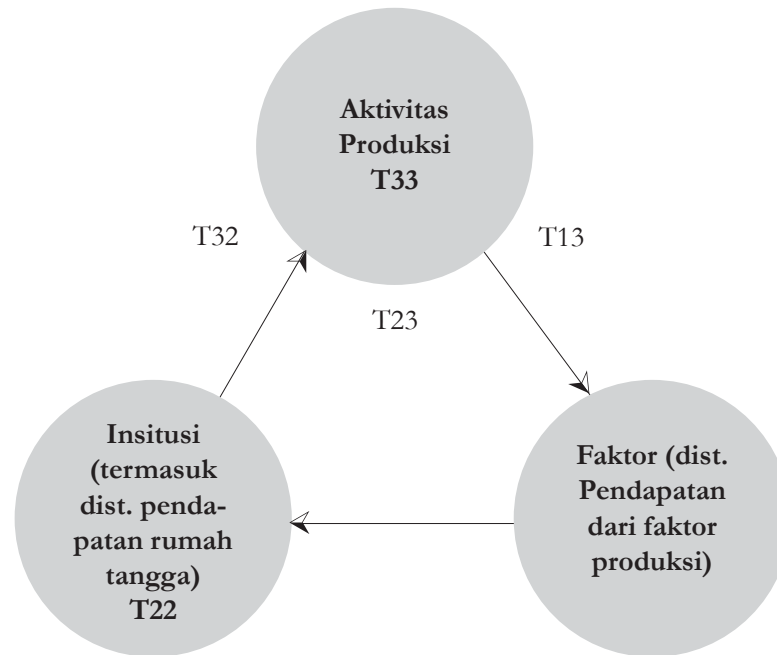 Aktivitas
Produksi
T33
T32
T13
T23
Insitusi
(termasuk
dist. penda-
patan rumah
tangga)
T22
Faktor (dist.
Pendapatan
dari faktor
produksi)